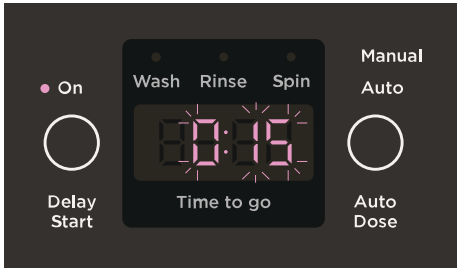 Manual
Wash Rinse Spin
On
Auto
0:15
Delay
Start
Time to go
Auto
Dose